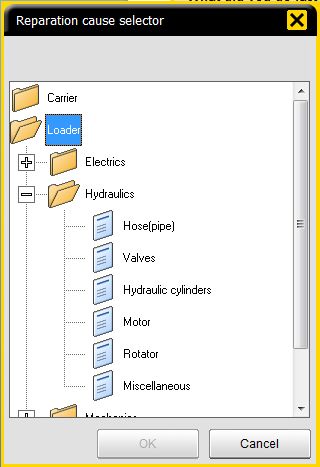 Reparation cause selector
Carrier
Loader
Electrics
Hydraulics
Hose(pipe)
Valves
Hydraulic cylinders
Motor
Rotator
Miscellaneous
OK
Cancel